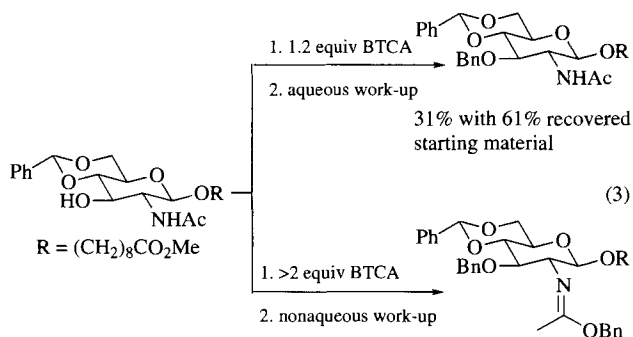 Ph
O
O
O
BnO
OR
NHAc
1. 1.2 equiv BTCA
2. aqueous work-up
31% with 61% recovered
starting material
Ph
O
O
O
HO
OR
NHAc
R = (CH2)8CO2Me
(3)
1. >2 equiv BTCA
2. nonaqueous work-up
Ph
O
O
O
BnO
OR
N
OBn